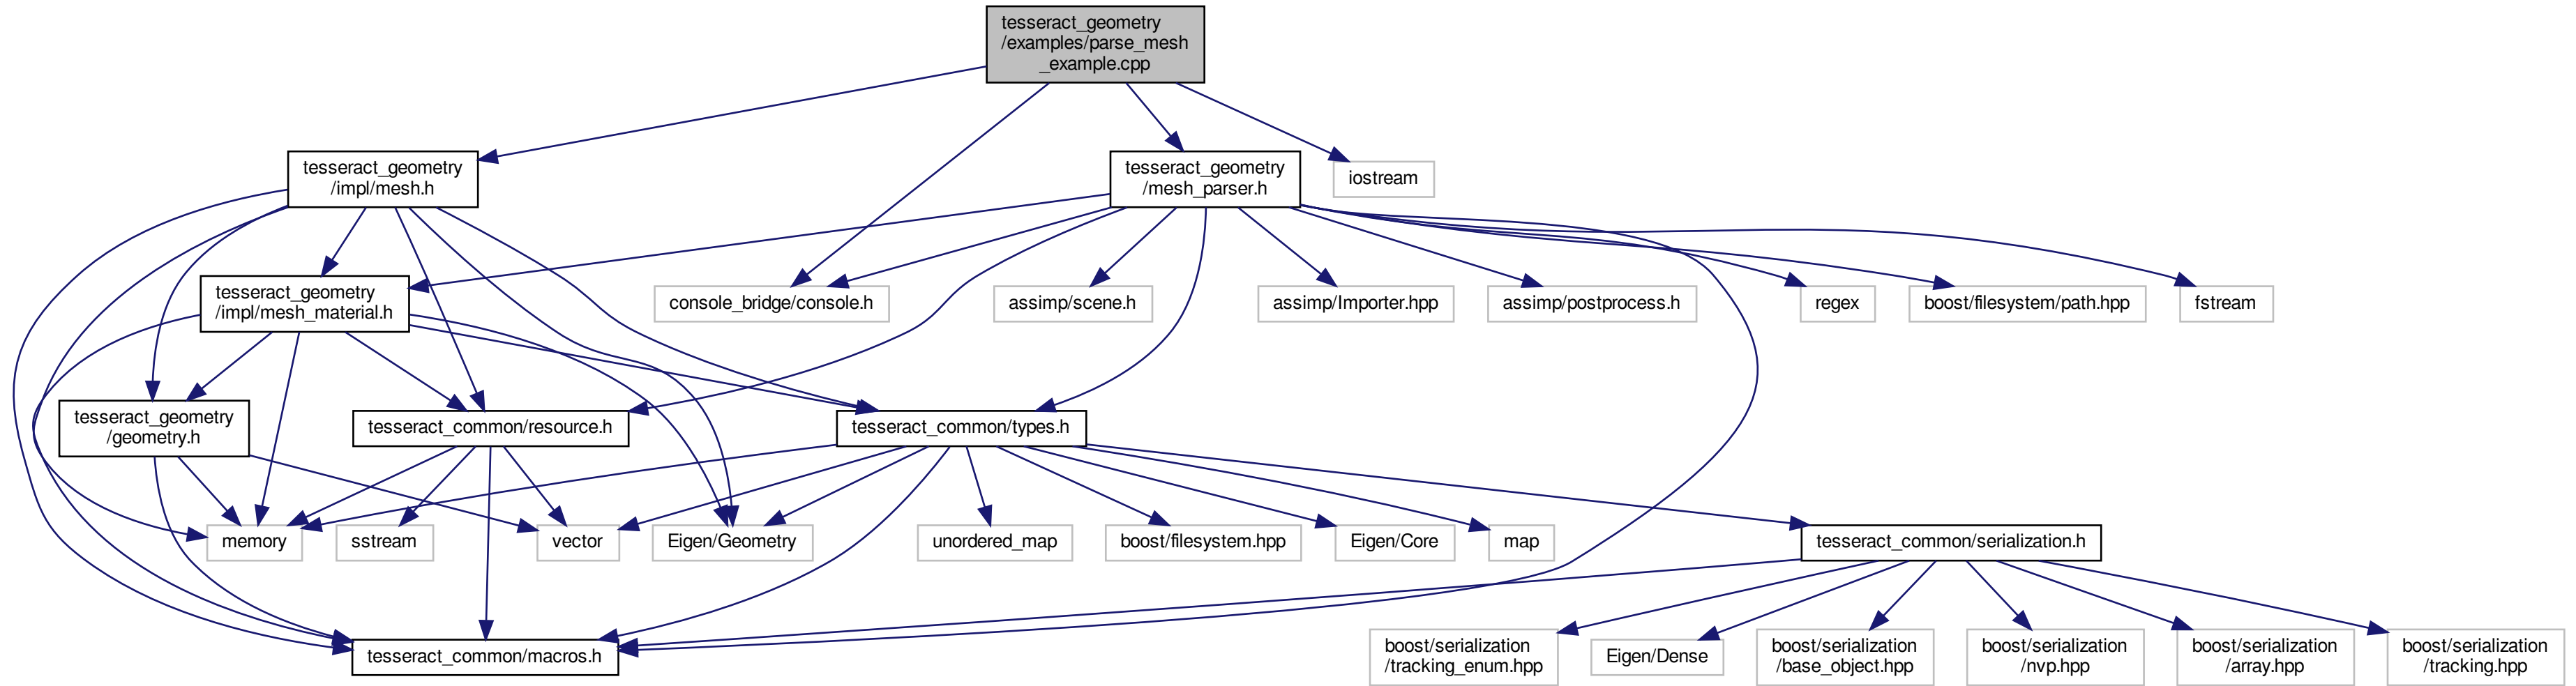 tesseract_geometry
/examples/parse_mesh
_example.cpp
tesseract_geometry
/impl/mesh.h
tesseract_geometry
/mesh_parser.h
iostream
tesseract_geometry
/impl/mesh_material.h
console_bridge/console.h
assimp/scene.h
assimp/Importer.hpp
assimp/postprocess.h
regex
boost/filesystem/path.hpp
fstream
tesseract_geometry
/geometry.h
tesseract_common/resource.h
tesseract_common/types.h
memory
sstream
vector
Eigen/Geometry
unordered_map
boost/filesystem.hpp
Eigen/Core
map
tesseract_common/serialization.h
tesseract_common/macros.h
boost/serialization
/tracking_enum.hpp
Eigen/Dense
boost/serialization
/base_object.hpp
boost/serialization
/nvp.hpp
boost/serialization
/array.hpp
boost/serialization
/tracking.hpp